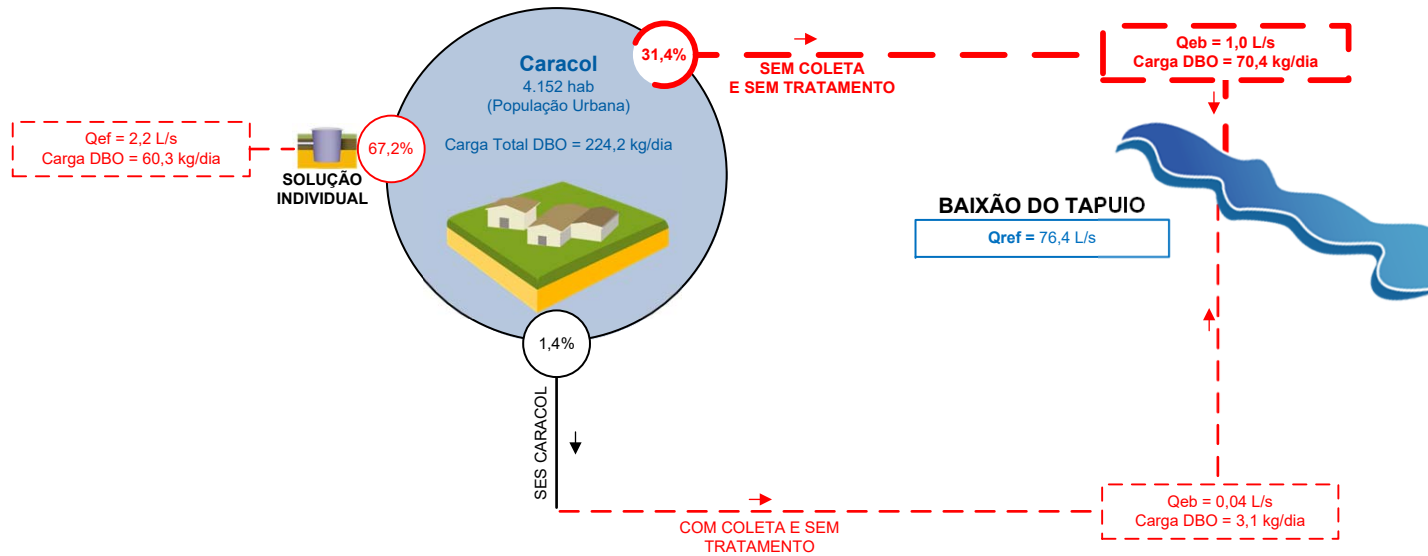 Caracol
4.152 hab
(População Urbana)
Carga Total DBO = 224,2 kg/dia
31,4%
SEM COLETA
E SEM TRATAMENTO
Qeb = 1,0 L/s
Carga DBO = 70,4 kg/dia
Qef = 2,2 L/s
Carga DBO = 60,3 kg/dia
SOLUÇÃO
INDIVIDUAL
67,2%
BAIXÃO DO TAPUIO
Qref = 76,4 L/s
1,4%
SES CARACOL
COM COLETA E SEM
TRATAMENTO
Qeb = 0,04 L/s
Carga DBO = 3,1 kg/dia